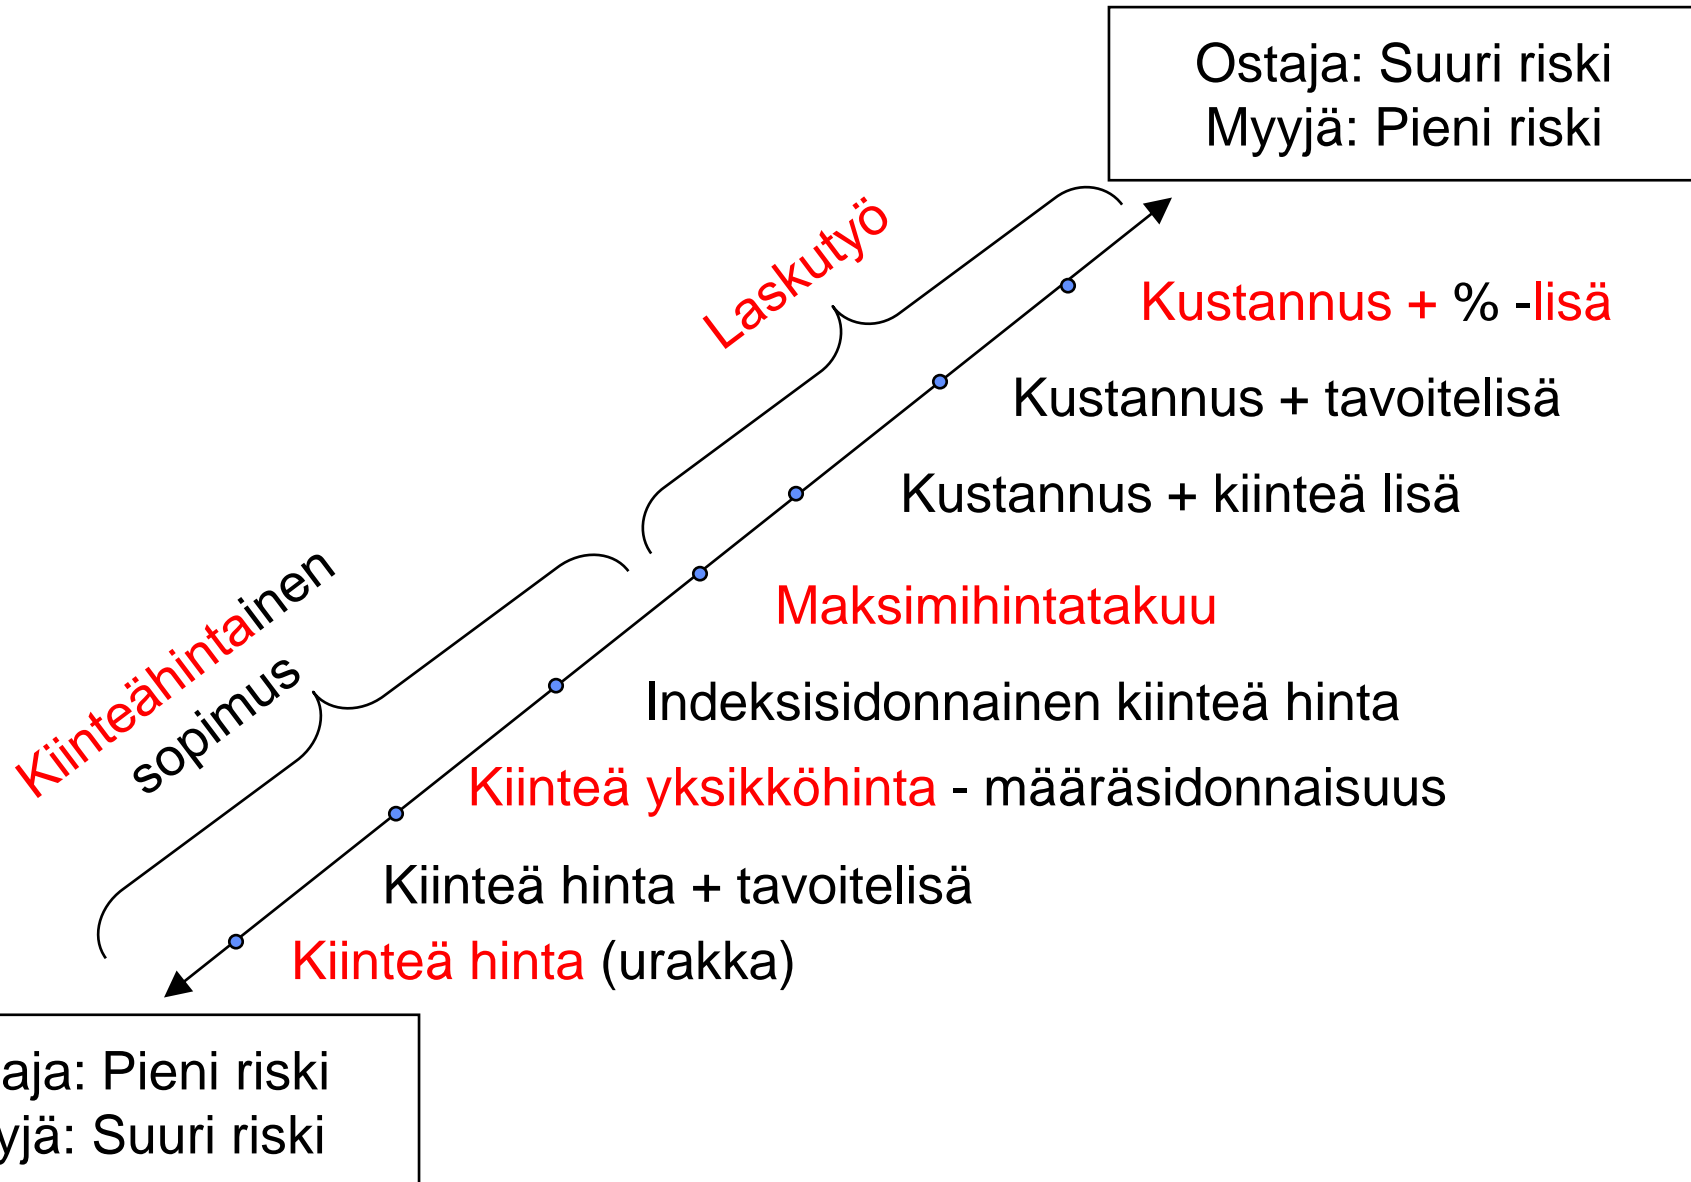 Ostaja: Suuri riski
Myyjä: Pieni riski
Laskutyö
Kustannus + % -lisä
Kustannus + tavoitelisä
Kustannus + kiinteä lisä
Kiinteähintainen
sopimus
Maksimihintatakuu
Indeksisidonnainen kiinteä hinta
Kiinteä yksikköhinta - määräsidonnaisuus
Kiinteä hinta + tavoitelisä
Kiinteä hinta (urakka)
aja: Pieni riski
yjä: Suuri riski